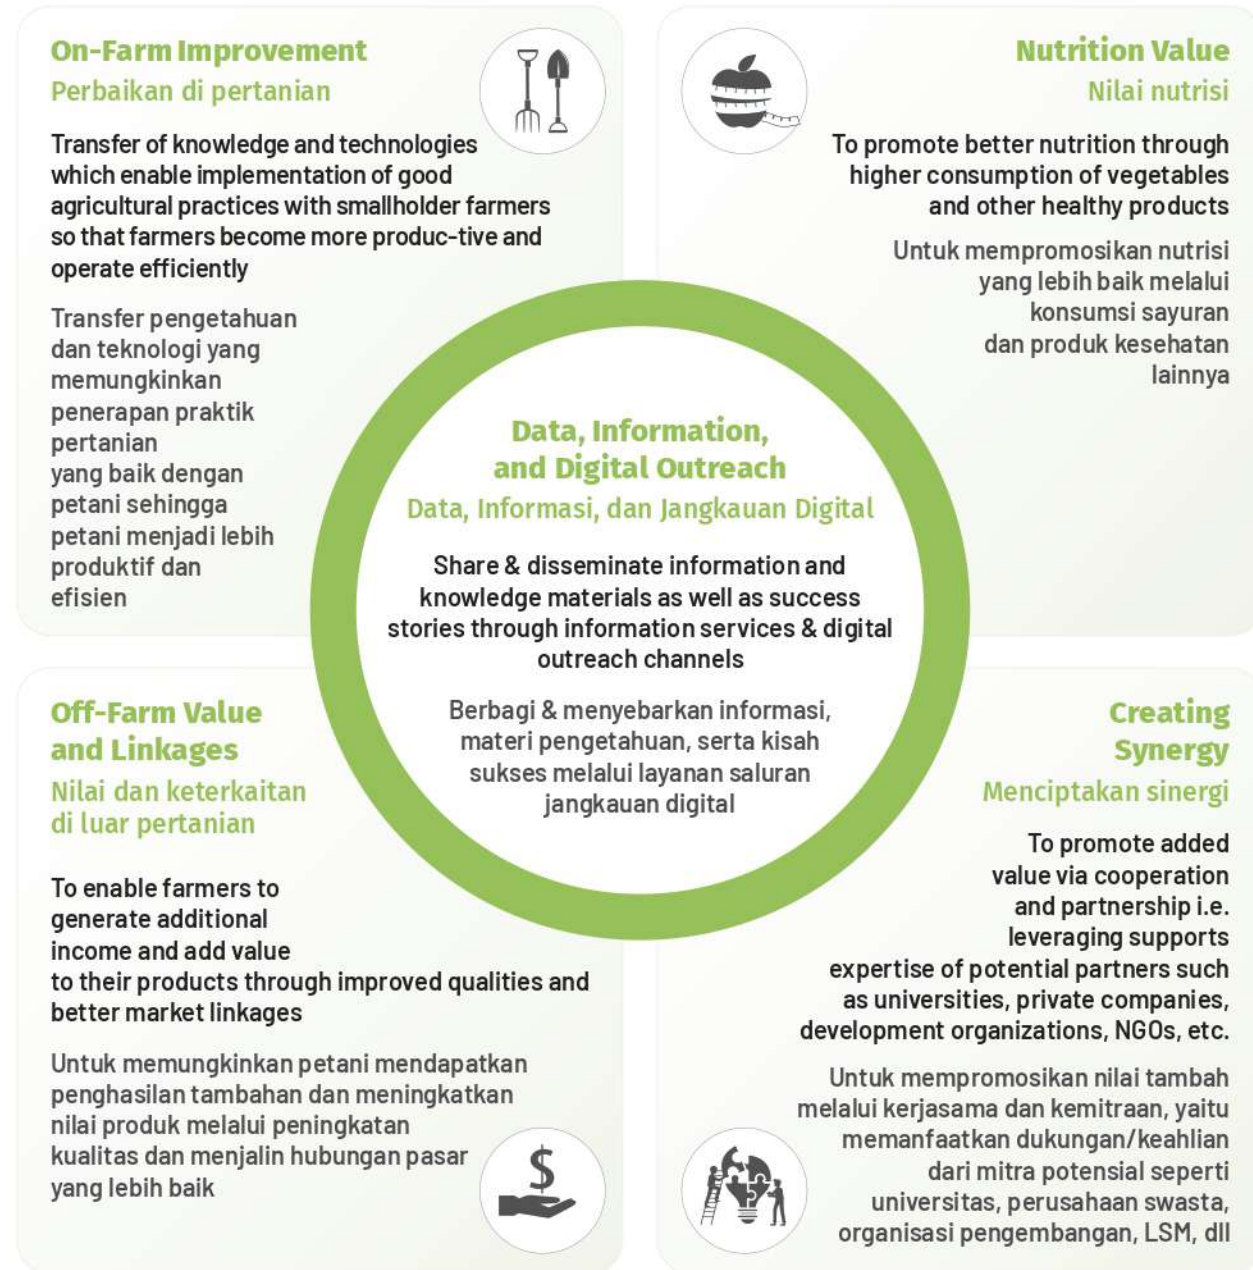 On-Farm Improvement
Perbaikan di pertanian
Transfer of knowledge and technologies
which enable implementation of good
agricultural practices with smallholder farmers
so that farmers become more produc-tive and
operate efficiently
Transfer pengetahuan
dan teknologi yang
memungkinkan
penerapan praktik
pertanian
yang baik dengan
petani sehingga
petani menjadi lebih
produktif dan
efisien
Nutrition Value
Nilai nutrisi
To promote better nutrition through
higher consumption of vegetables
and other healthy products
Untuk mempromosikan nutrisi
yang lebih baik melalui
konsumsi sayuran
dan produk kesehatan
lainnya
Data, Information,
and Digital Outreach
Data, Informasi, dan Jangkauan Digital
Share & disseminate information and
knowledge materials as well as success
stories through information services & digital
outreach channels
Berbagi & menyebarkan informasi,
materi pengetahuan, serta kisah
sukses melalui layanan saluran
jangkauan digital
Off-Farm Value
and Linkages
Nilai dan keterkaitan
di luar pertanian
To enable farmers to
generate additional
income and add value
to their products through improved qualities and
better market linkages
Untuk memungkinkan petani mendapatkan
penghasilan tambahan dan meningkatkan
nilai produk melalui peningkatan
kualitas dan menjalin hubungan pasar
yang lebih baik
$
Creating
Synergy
Menciptakan sinergi
To promote added
value via cooperation
and partnership i.e.
leveraging supports
expertise of potential partners such
as universities, private companies,
development organizations, NGOs, etc.
Untuk mempromosikan nilai tambah
melalui kerjasama dan kemitraan, yaitu
memanfaatkan dukungan/keahlian
dari mitra potensial seperti
universitas, perusahaan swasta,
organisasi pengembangan, LSM, dll